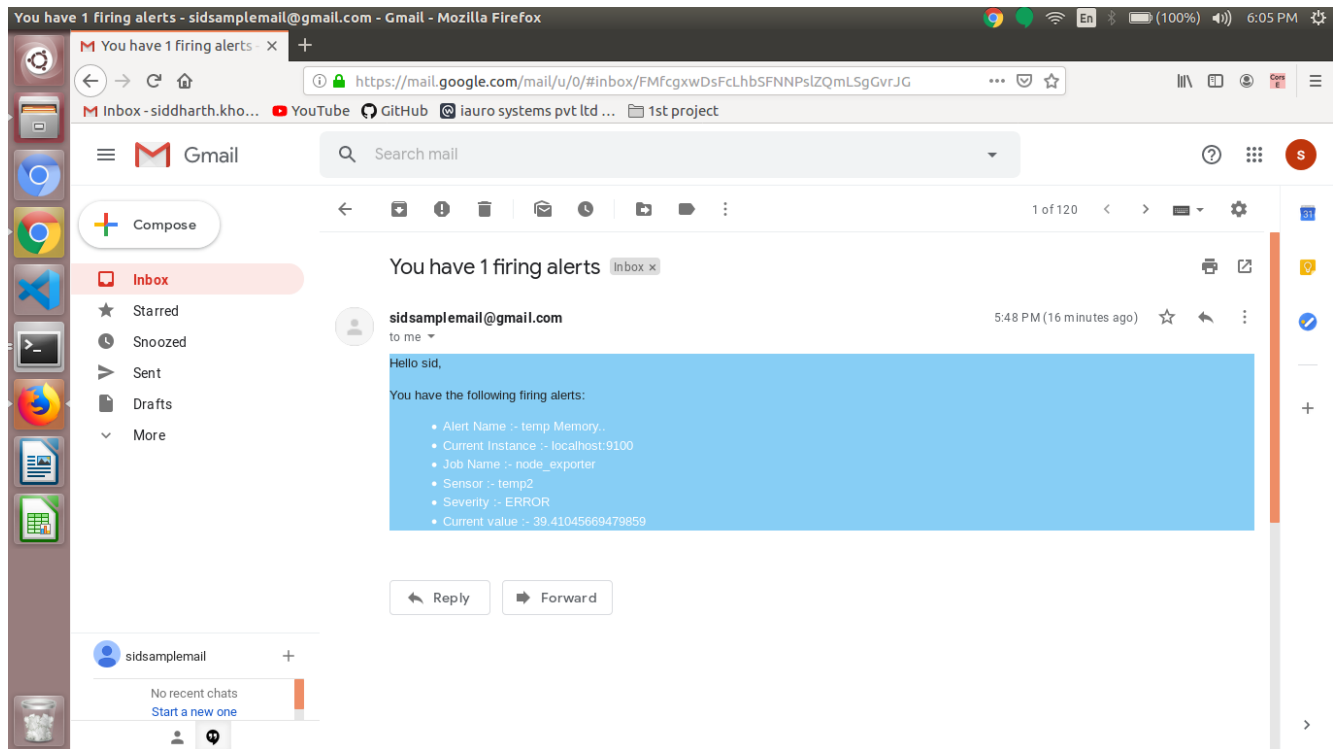 You have 1 firing alerts - sidsamplemail@gmail.com - Gmail - Mozilla Firefox
En
(100%)
6:05 PM
You have 1 firing alerts -
https://mail.google.com/mail/u/0/#inbox/FMfcgxwDsFcLhbSFNNPslZQmLSgGvrJG
Cors
E
Inbox - siddharth.kho...
YouTube
GitHub
iauro systems pvt ltd ...
1st project
Gmail
Search mail
s
Compose
1 of 120
31
Inbox
Starred
Snoozed
Sent
Drafts
More
You have 1 firing alerts
Inbox ×
sidsamplemail@gmail.com
5:48 PM (16 minutes ago)
to me
Hello sid,
You have the following firing alerts:
• Alert Name :- temp Memory..
• Current Instance :- localhost:9100
• Job Name :- node_exporter
• Sensor :- temp2
• Severity :- ERROR
• Current value :- 39.41045669479859
Reply
Forward
sidsamplemail
No recent chats
Start a new one